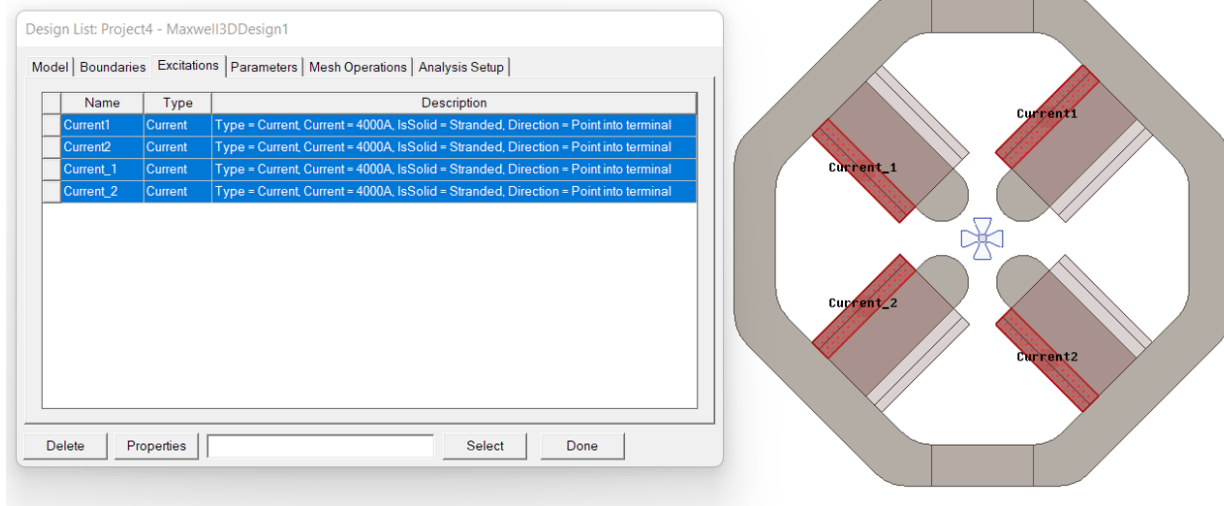 Design List: Project4 - Maxwell3DDesign1
Model Boundaries Excitations Parameters Mesh Operations Analysis Setup
Name Type Description
Current1 Current Type = Current, Current = 4000A, IsSolid = Stranded, Direction = Point into terminal
Current2 Current Type = Current, Current = 4000A, IsSolid = Stranded, Direction = Point into terminal
Current_1 Current Type = Current, Current = 4000A, IsSolid = Stranded, Direction = Point into terminal
Current_2 Current Type = Current, Current = 4000A, IsSolid = Stranded, Direction = Point into terminal
Delete Properties Select Done
Current1
Current_1
Current_2
Current2